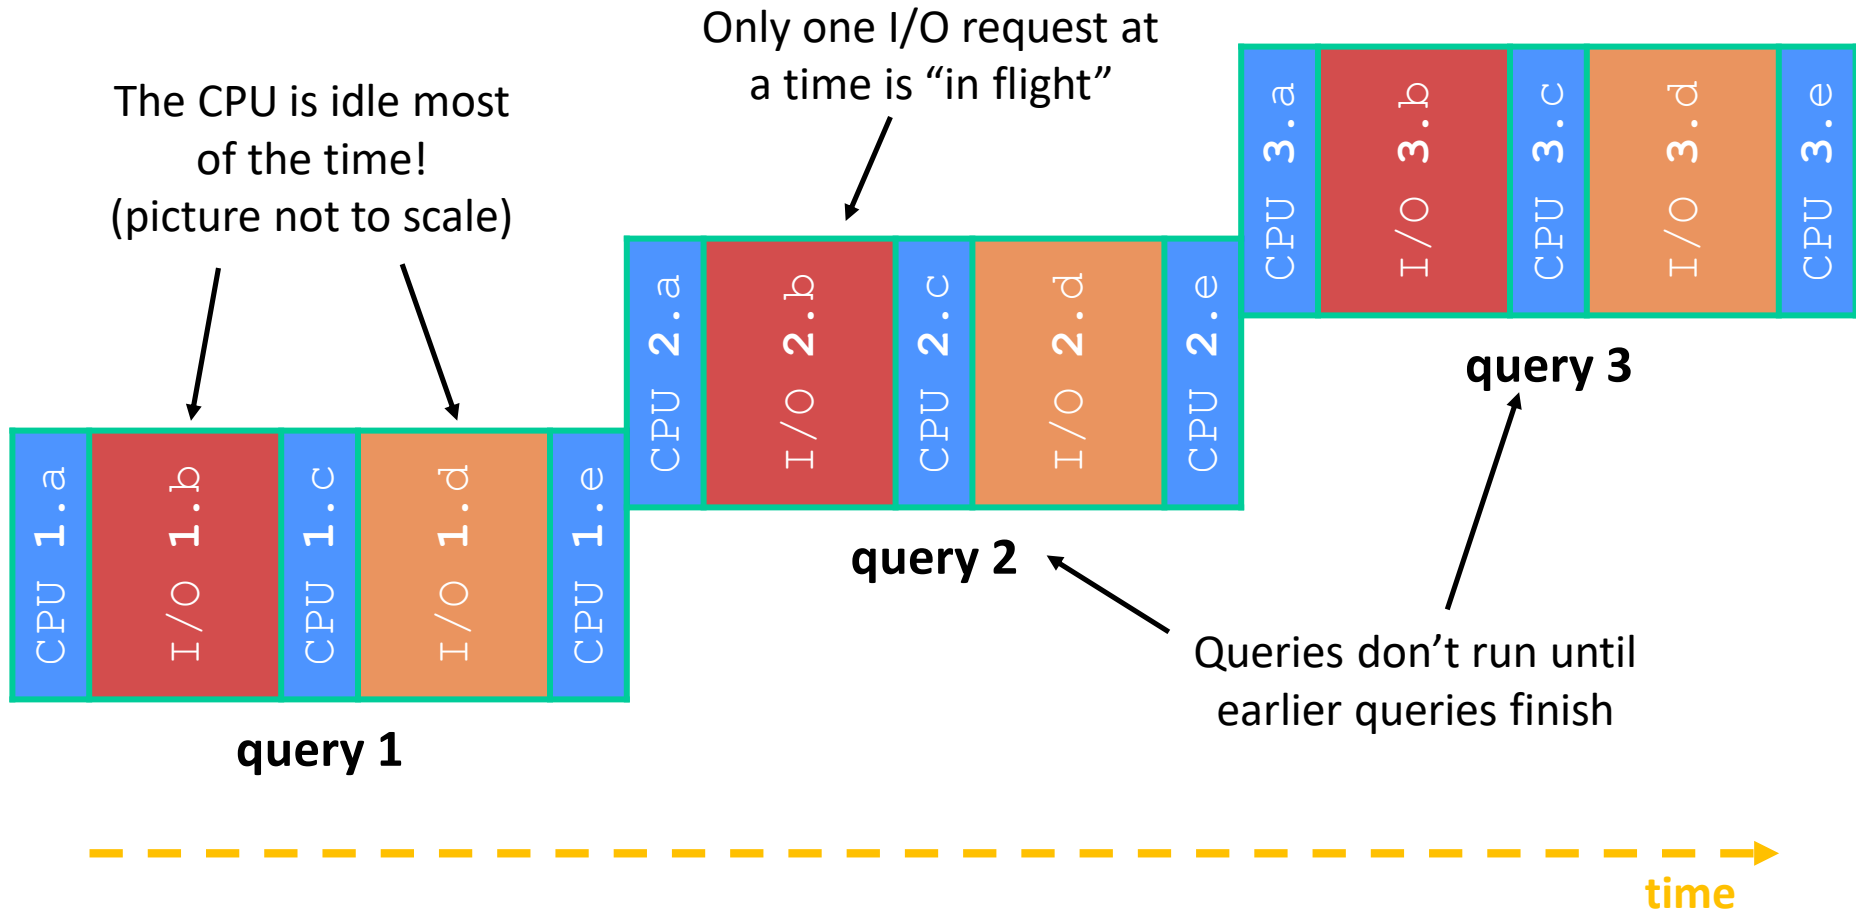 Only one I/O request at
a time is “in flight”
The CPU is idle most
of the time!
(picture not to scale)
CPU 1.a
I/O 1.b
CPU 1.c
I/O 1.d
CPU 1.e
query 1
CPU 2.a
I/O 2.b
CPU 2.c
I/O 2.d
CPU 2.e
query 2
CPU 3.a
I/O 3.b
CPU 3.c
I/O 3.d
CPU 3.e
query 3
Queries don’t run until
earlier queries finish
time